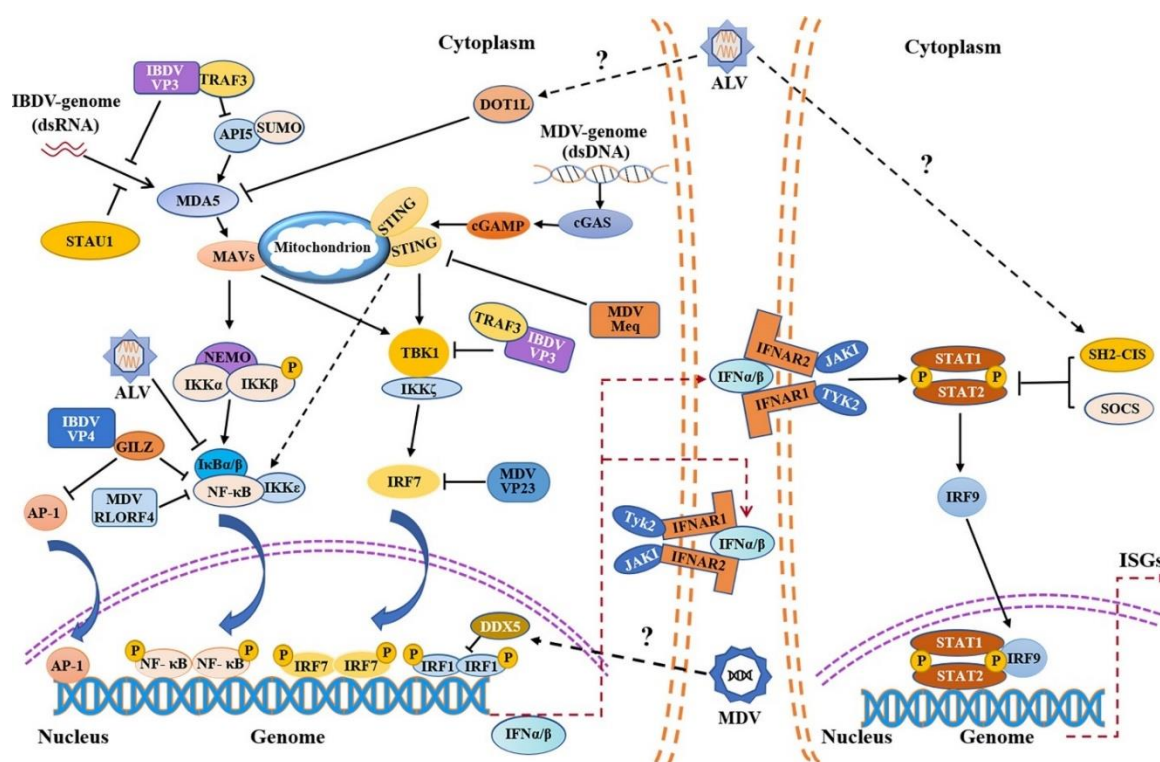 Cytoplasm
Cytoplasm
?
ALV
IBDV
VP3
TRAF3
IBDV-genome
(dsRNA)
API5
SUMO
DOT1L
MDV-genome
(dsDNA)
?
MDA5
STING
cGAMP
cGAS
STAU1
MAVs
Mitochondrion
STING
MDV
Meq
TRAF3
IBDV
VP3
TBK1
IKKζ
ALV
NEMO
IKKα
IKKβ
P
IFNAR2
JAKI
IFNα/β
IFNAR1
TYK2
STAT1
P
P
STAT2
SH2-CIS
SOCS
IBDV
VP4
GILZ
IκBα/β
NF-κB
IKKε
IRF7
MDV
VP23
AP-1
MDV
RLORF4
IRF9
Tyk2
IFNAR1
IFNα/β
JAKI
IFNAR2
ISGs
DDX5
?
AP-1
P
NF- κB
NF- κB
P
P
IRF7
IRF7
P
P
IRF1
IRF1
P
MDV
STAT1
P
P
IRF9
STAT2
Nucleus
Genome
IFNα/β
Nucleus
Genome